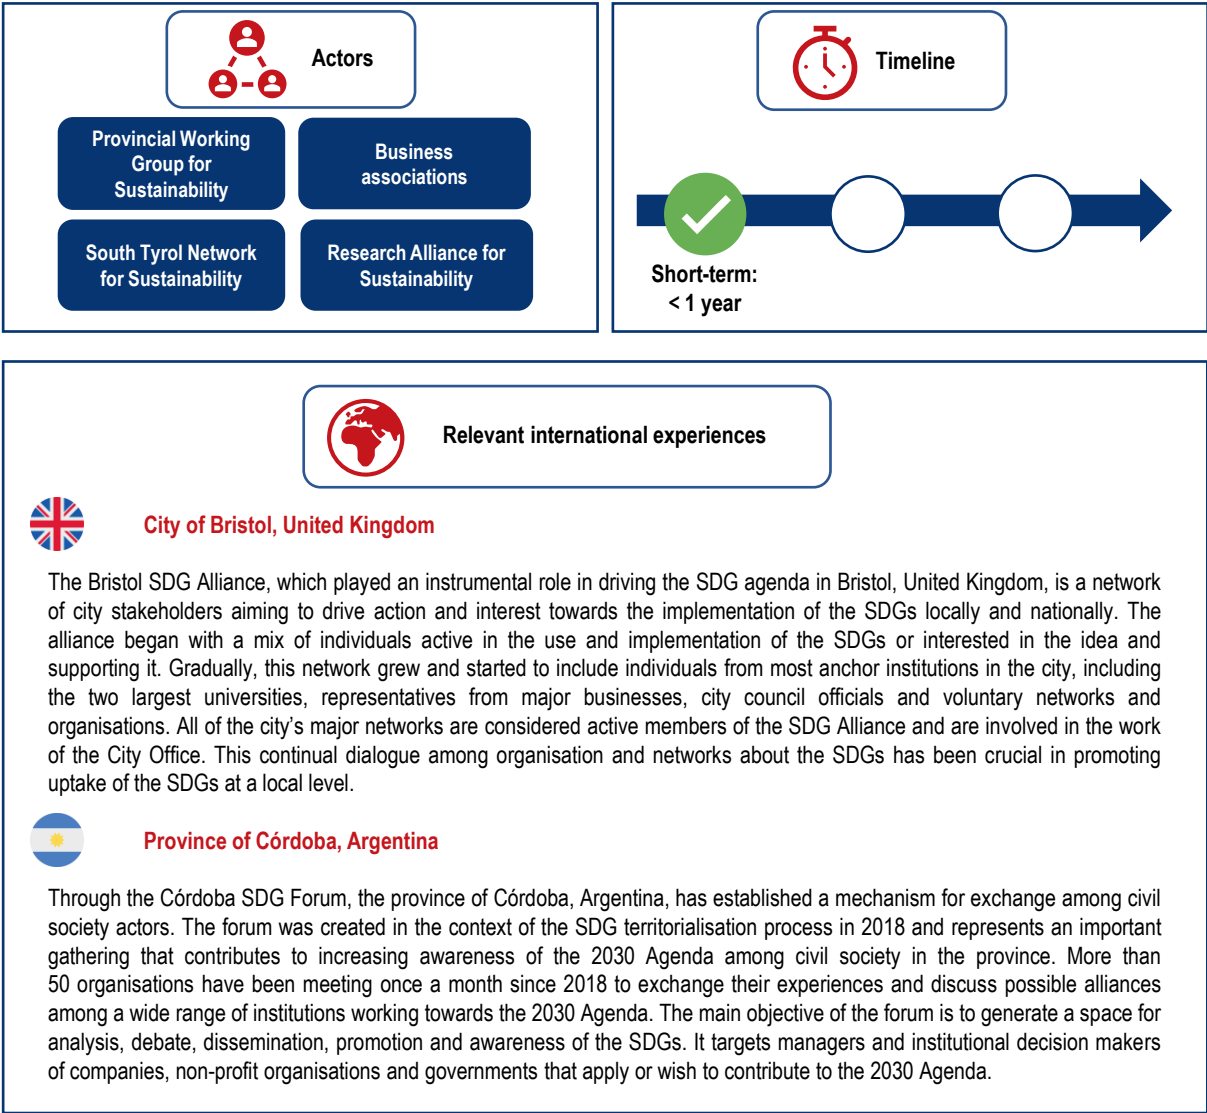 Actors
Provincial Working
Group for
Sustainability
Business
associations
South Tyrol Network
for Sustainability
Research Alliance for
Sustainability
Timeline
Short-term:
< 1 year
Relevant international experiences
City of Bristol, United Kingdom
The Bristol SDG Alliance, which played an instrumental role in driving the SDG agenda in Bristol, United Kingdom, is a network
of city stakeholders aiming to drive action and interest towards the implementation of the SDGs locally and nationally. The
alliance began with a mix of individuals active in the use and implementation of the SDGs or interested in the idea and
supporting it. Gradually, this network grew and started to include individuals from most anchor institutions in the city, including
the two largest universities, representatives from major businesses, city council officials and voluntary networks and
organisations. All of the city's major networks are considered active members of the SDG Alliance and are involved in the work
of the City Office. This continual dialogue among organisation and networks about the SDGs has been crucial in promoting
uptake of the SDGs at a local level.
Province of Córdoba, Argentina
Through the Córdoba SDG Forum, the province of Córdoba, Argentina, has established a mechanism for exchange among civil
society actors. The forum was created in the context of the SDG territorialisation process in 2018 and represents an important
gathering that contributes to increasing awareness of the 2030 Agenda among civil society in the province. More than
50 organisations have been meeting once a month since 2018 to exchange their experiences and discuss possible alliances
among a wide range of institutions working towards the 2030 Agenda. The main objective of the forum is to generate a space for
analysis, debate, dissemination, promotion and awareness of the SDGs. It targets managers and institutional decision makers
of companies, non-profit organisations and governments that apply or wish to contribute to the 2030 Agenda.